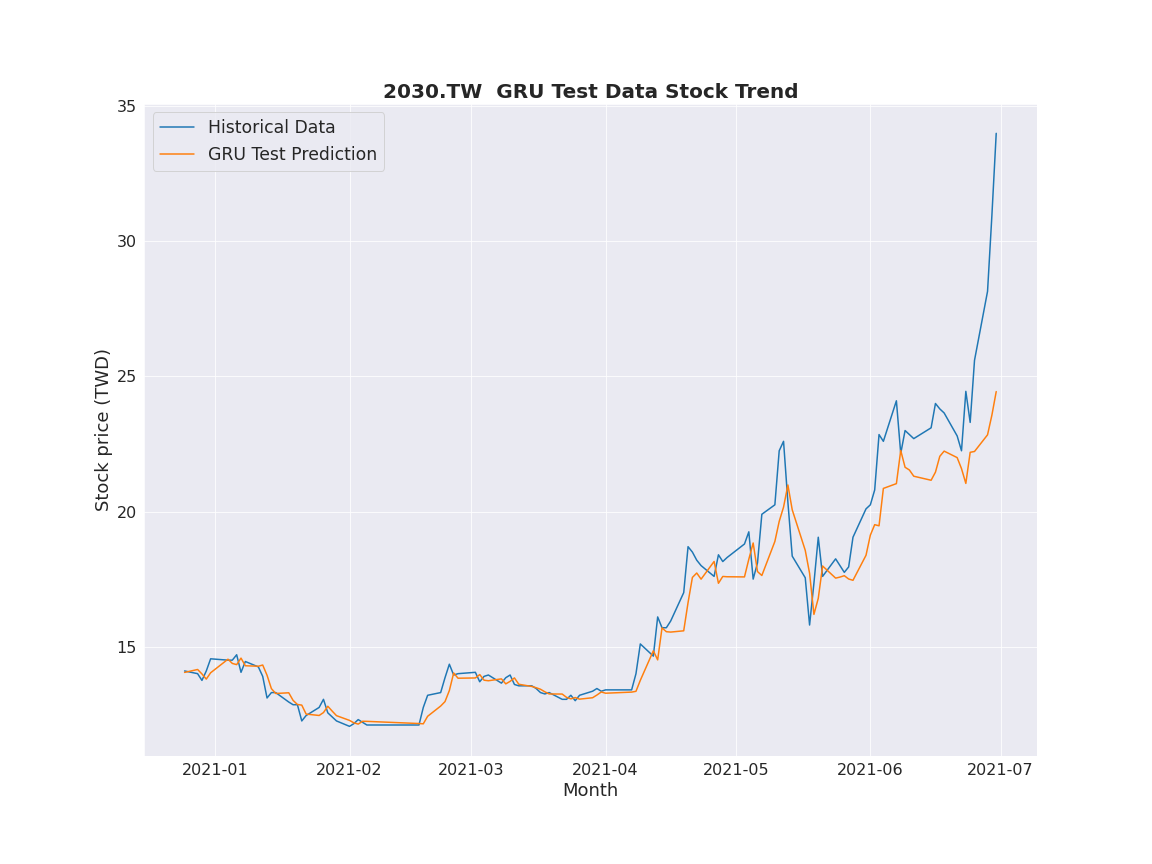 2030.TW  GRU Test Data Stock Trend
Historical Data
GRU Test Prediction
35
30
25
20
15
Stock price (TWD)
2021-01 2021-02 2021-03 2021-04 2021-05 2021-06 2021-07
Month